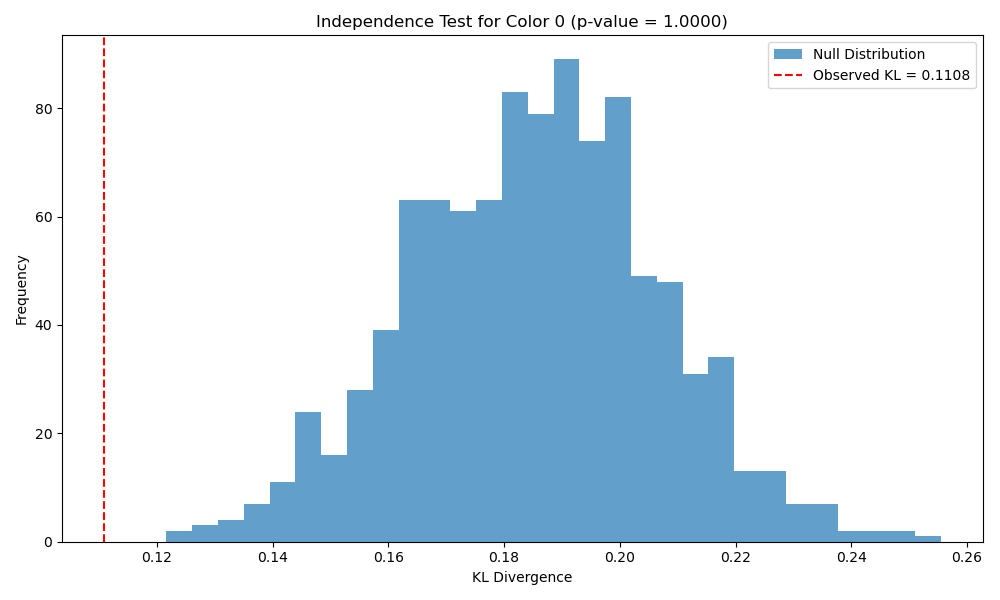 Independence Test for Color 0 (p-value = 1.0000)
Null Distribution
Observed KL = 0.1108
Frequency
80
60
40
20
0
0.12 0.14 0.16 0.18 0.20 0.22 0.24 0.26
KL Divergence